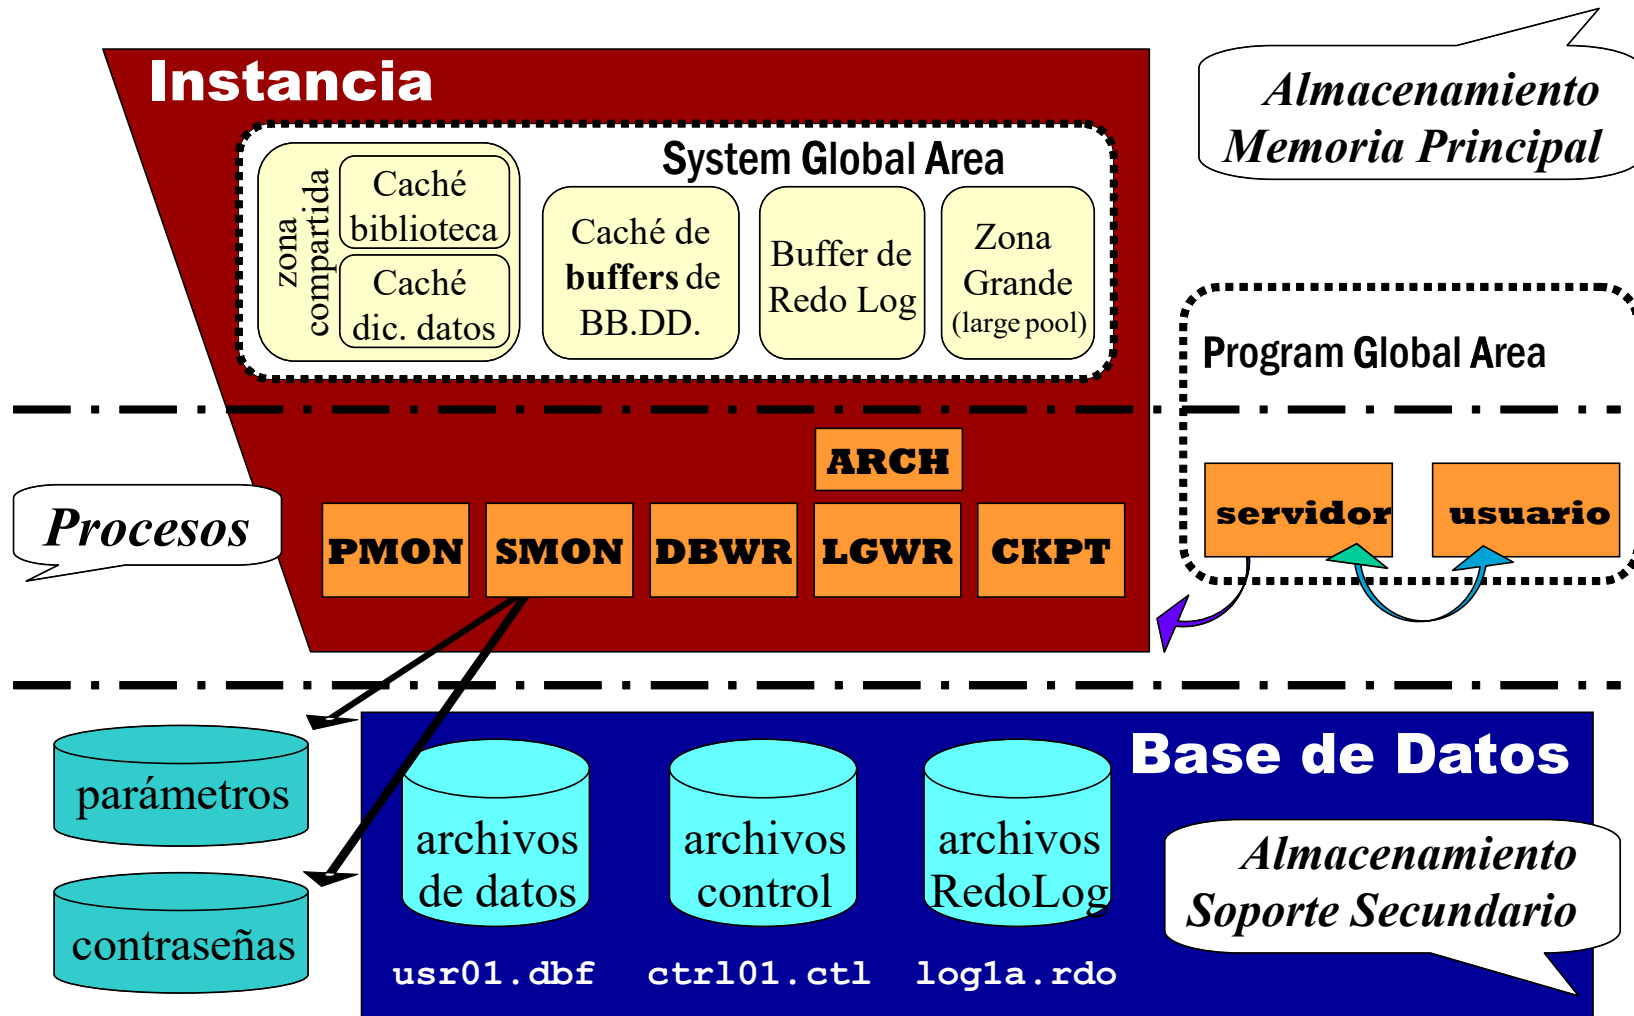 Instancia
Almacenamiento
Memoria Principal
System Global Area
zona
compartida
Caché
biblioteca
Caché
dic. datos
Caché de
buffers de
BB.DD.
Buffer de
Redo Log
Zona
Grande
(large pool)
Program Global Area
Procesos
ARCH
PMON
SMON
DBWR
LGWR
CKPT
servidor
usuario
parámetros
contraseñas
Base de Datos
archivos
de datos
archivos
control
archivos
RedoLog
Almacenamiento
Soporte Secundario
usr01.dbf
ctrl01.ctl
log1a.rdo